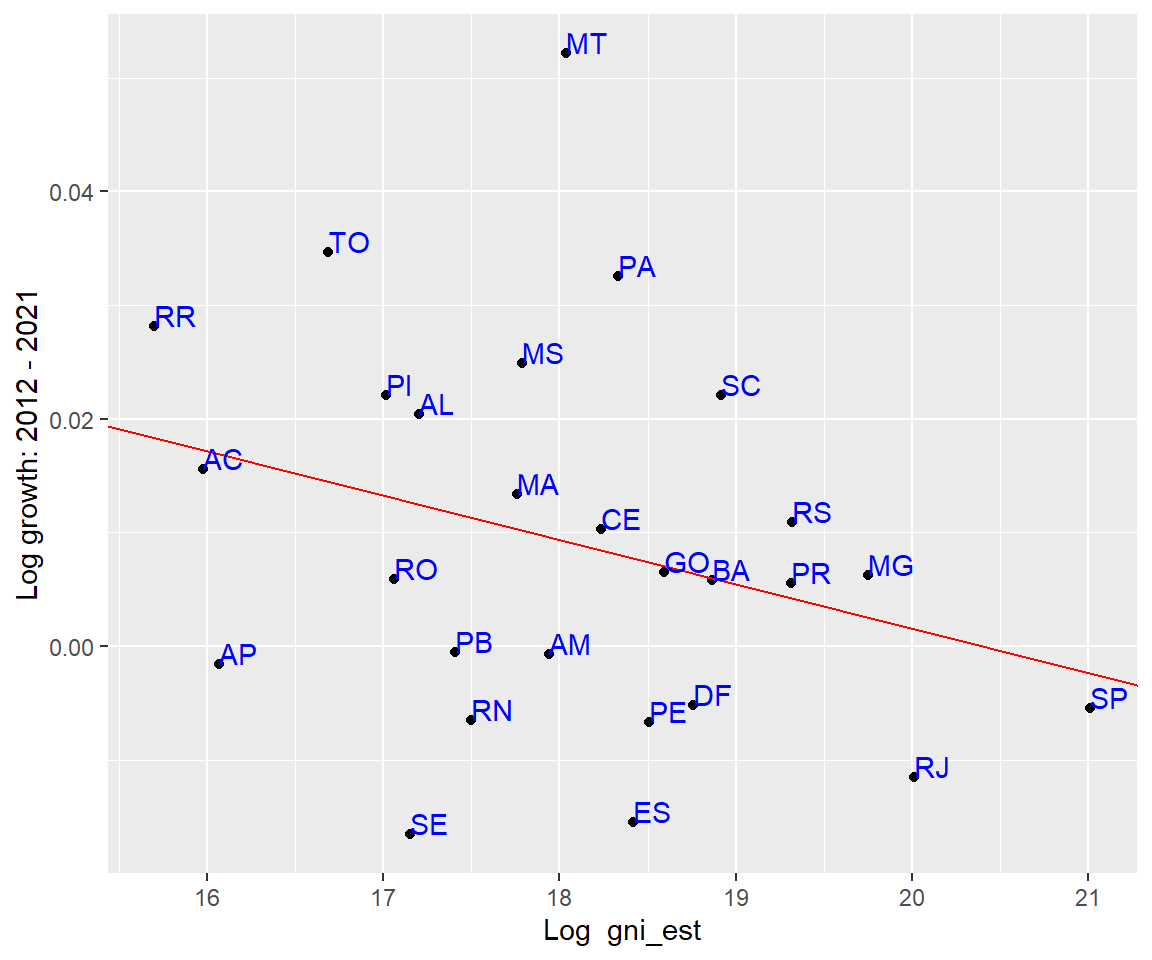 MT
0.04
TO
PA
RR
MS
PI
SC
AL
0.02
AC
MA
RS
CE
GO
BA
PR
MG
RO
PB
AM
0.00
AP
DF
SP
RN
PE
RJ
ES
SE
16 17 18 19 20 21
Log gni_est
Log growth: 2012 - 2021